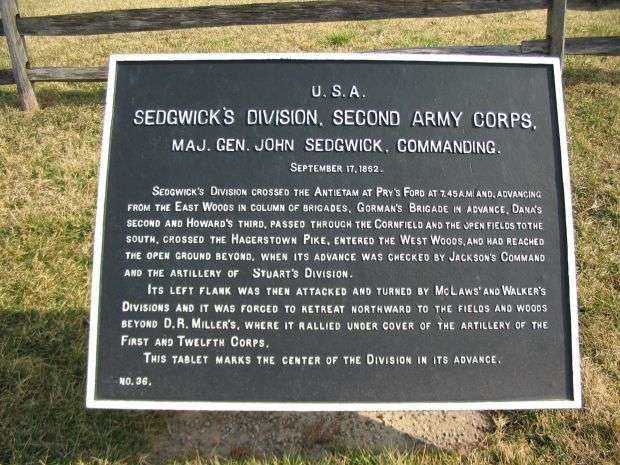 U.S.A.
SEDGWICK'S DIVISION, SECOND ARMY CORPS,
MAJ. GEN. JOHN SEDGWICK, COMMANDING.
SEPTEMBER 17, 1862.
SEDGWICK'S DIVISION CROSSED THE ANTIETAM AT PRY'S FORD AT 7.45 A.M. AND, ADVANCING
FROM THE EAST WOODS IN COLUMN OF BRIGADES, GORMAN'S BRIGADE IN ADVANCE, DANA'S
SECOND AND HOWARD'S THIRD, PASSED THROUGH THE CORNFIELD AND THE OPEN FIELDS TO THE
SOUTH, CROSSED THE HAGERSTOWN PIKE, ENTERED THE WEST WOODS, AND HAD REACHED
THE OPEN GROUND BEYOND, WHEN ITS ADVANCE WAS CHECKED BY JACKSON'S COMMAND
AND THE ARTILLERY OF STUART'S DIVISION.
ITS LEFT FLANK WAS THEN ATTACKED AND TURNED BY McLAWS' AND WALKER'S
DIVISIONS AND IT WAS FORCED TO RETREAT NORTHWARD TO THE FIELDS AND WOODS
BEYOND D.R. MILLER'S, WHERE IT RALLIED UNDER COVER OF THE ARTILLERY OF THE
FIRST AND TWELFTH CORPS.
THIS TABLET MARKS THE CENTER OF THE DIVISION IN ITS ADVANCE.
NO. 36.